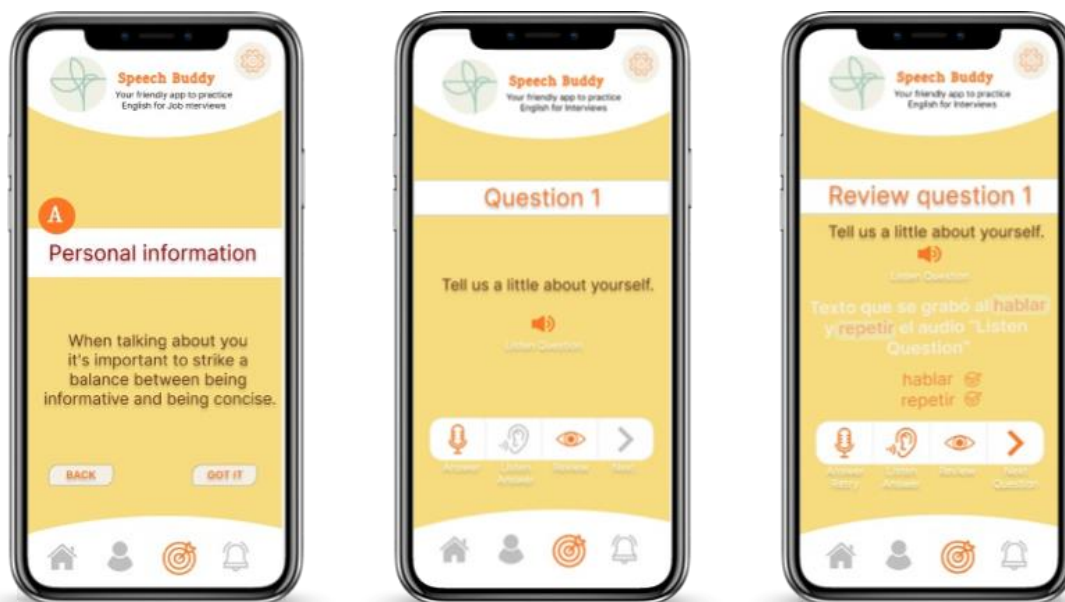 Speech Buddy
Your friendly app to practice
English for Job nterviews
A
Personal information
When talking about you
it's important to strike a
balance between being
informative and being concise.
BACK
GOT IT
Speech Buddy
Your friendly app to practice
English for Interviews
Question 1
Tell us a little about yourself.
Listen Question
Answer
Listen
Answer
Review
Next
Speech Buddy
Your friendly app to practice
English for Interviews
Review question 1
Tell us a little about yourself.
Listen Question
Texto que se grabó al hablar
y repetir el audio "Listen
Question"
hablar
repetir
Answer
Retry
Listen
Answer
Review
Next
Question